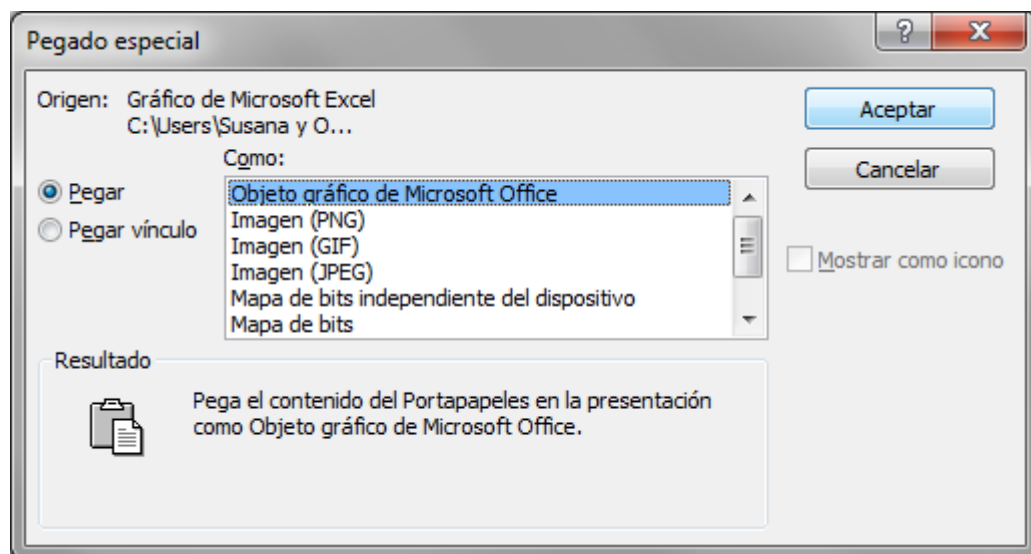 Pegado especial
Origen: Gráfico de Microsoft Excel
C:\Users\Susana y O...
Como:
Pegar
Pegar vínculo
Objeto gráfico de Microsoft Office
Imagen (PNG)
Imagen (GIF)
Imagen (JPEG)
Mapa de bits independiente del dispositivo
Mapa de bits
Aceptar
Cancelar
Mostrar como icono
Resultado
Pega el contenido del Portapapeles en la presentación
como Objeto gráfico de Microsoft Office.